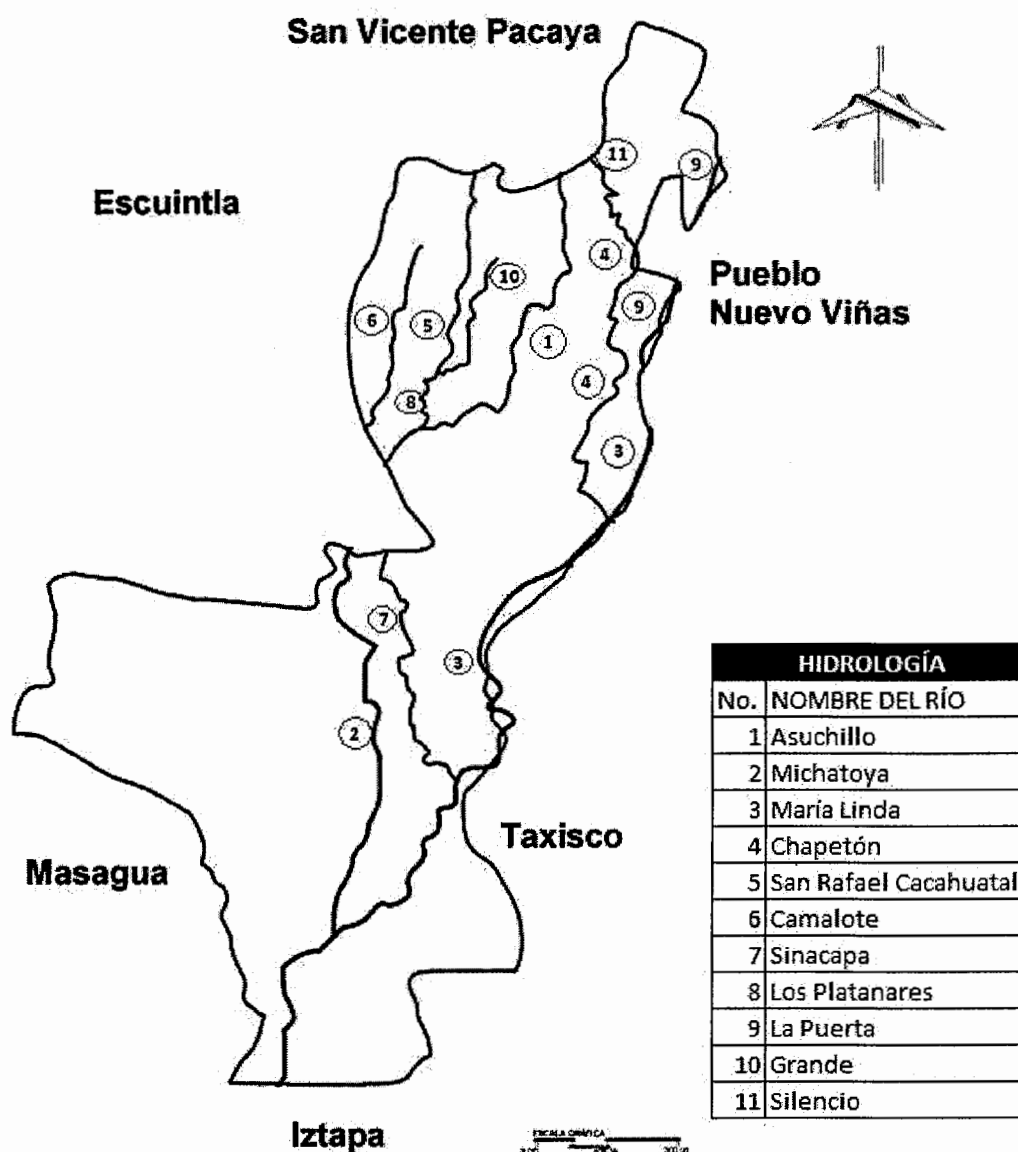 San Vicente Pacaya
11
9
Escuintla
4
Pueblo
Nuevo Viñas
10
9
6
5
1
4
8
3
7
3
HIDROLOGÍA
No. NOMBRE DEL RÍO
1 Asuchillo
2 Michatoya
3 María Linda
4 Chapetón
5 San Rafael Cacahuatal
6 Camalote
7 Sinacapa
8 Los Platanares
9 La Puerta
10 Grande
11 Silencio
2
Taxisco
Masagua
Iztapa
ESCALA GRÁFICA